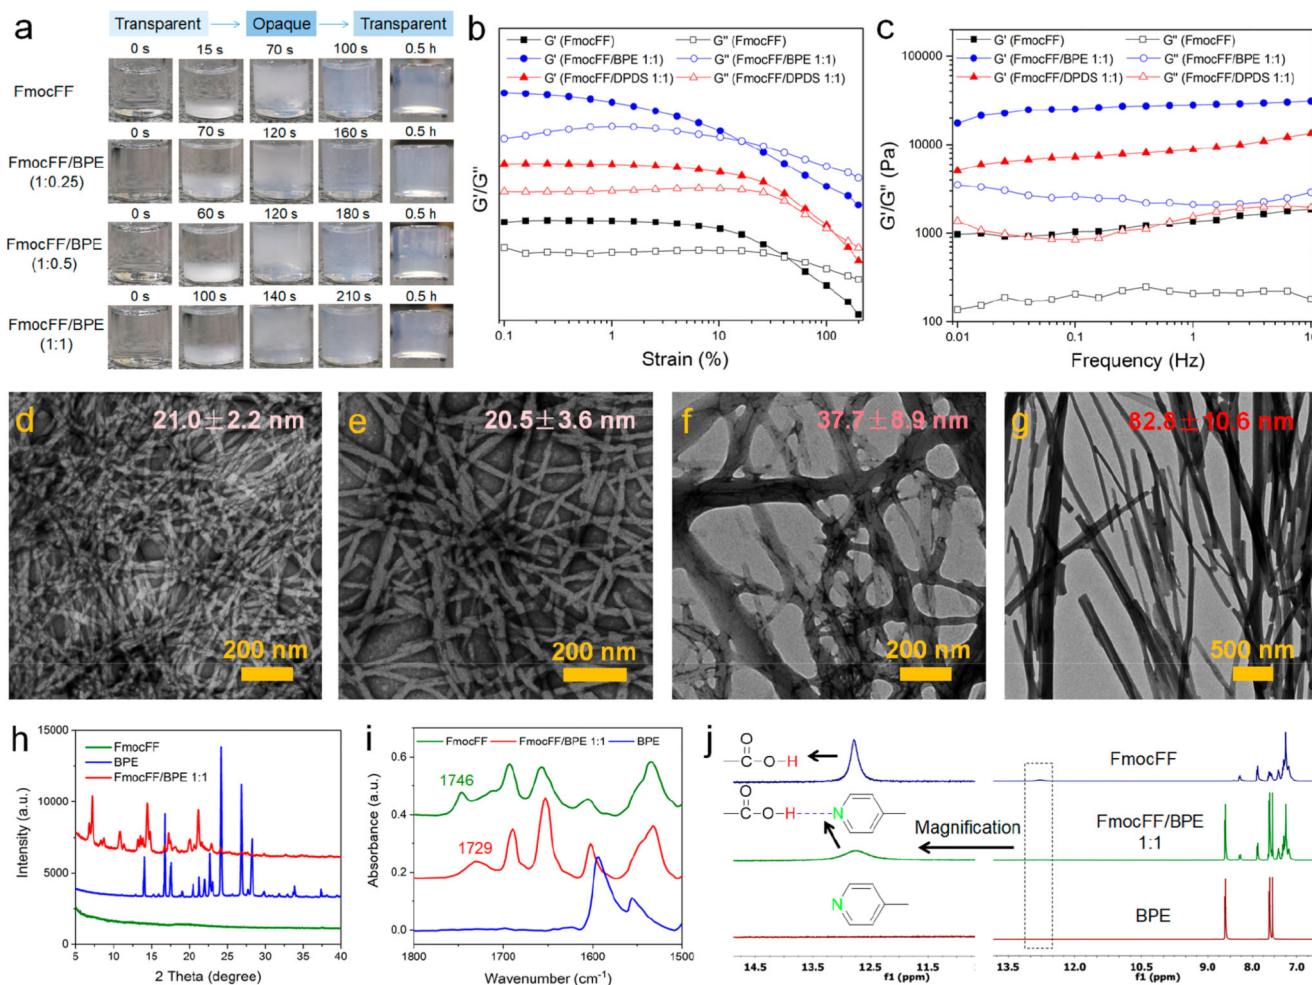 a
Transparent → Opaque → Transparent
0 s 15 s 70 s 100 s 0.5 h
FmocFF
0 s 70 s 120 s 160 s 0.5 h
FmocFF/BPE
(1:0.25)
0 s 60 s 120 s 180 s 0.5 h
FmocFF/BPE
(1:0.5)
0 s 100 s 140 s 210 s 0.5 h
FmocFF/BPE
(1:1)
b
G' (FmocFF) G'' (FmocFF)
G' (FmocFF/BPE 1:1) G'' (FmocFF/BPE 1:1)
G' (FmocFF/DPDS 1:1) G'' (FmocFF/DPDS 1:1)
G'/G''
0.1 1 10 100
Strain (%)
c
G' (FmocFF) G'' (FmocFF)
G' (FmocFF/BPE 1:1) G'' (FmocFF/BPE 1:1)
G' (FmocFF/DPDS 1:1) G'' (FmocFF/DPDS 1:1)
100000
10000
1000
100
G'/G'' (Pa)
0.01 0.1 1 10
Frequency (Hz)
d
21.0±2.2 nm
200 nm
e
20.5±3.6 nm
200 nm
f
37.7±8.9 nm
200 nm
g
82.8±10.6 nm
500 nm
h
FmocFF
BPE
FmocFF/BPE 1:1
15000
10000
5000
0
Intensity (a.u.)
5 10 15 20 25 30 35 40
2 Theta (degree)
i
FmocFF FmocFF/BPE 1:1 BPE
1746
1729
0.6
0.4
0.2
0.0
Absorbance (a.u.)
1800 1700 1600 1500
Wavenumber (cm⁻¹)
j
O
C O H
O
C O H N
N
14.5 13.5 12.5 11.5
f1 (ppm)
Magnification
FmocFF
FmocFF/BPE
1:1
BPE
13.5 12.0 9.0 8.0 7.0
f1 (ppm)